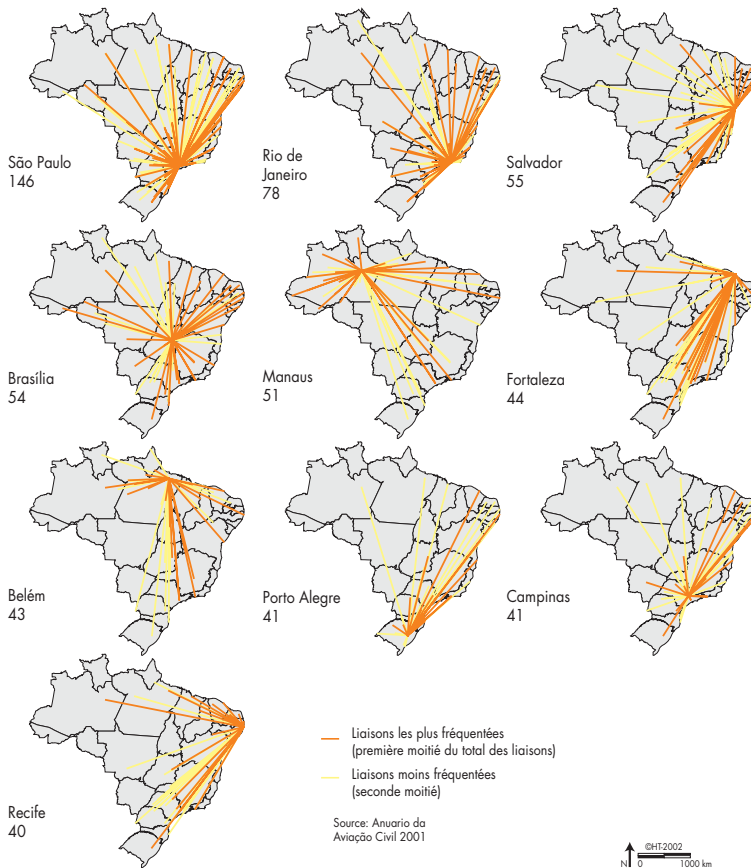 São Paulo
146
Rio de
Janeiro
78
Salvador
55
Brasília
54
Manaus
51
Fortaleza
44
Belém
43
Porto Alegre
41
Campinas
41
Recife
40
Liaisons les plus fréquentées
(première moitié du total des liaisons)
Liaisons moins fréquentées
(seconde moitié)
Source: Anuario da
Aviação Civil 2001
©HT-2002
N 0 1000 km